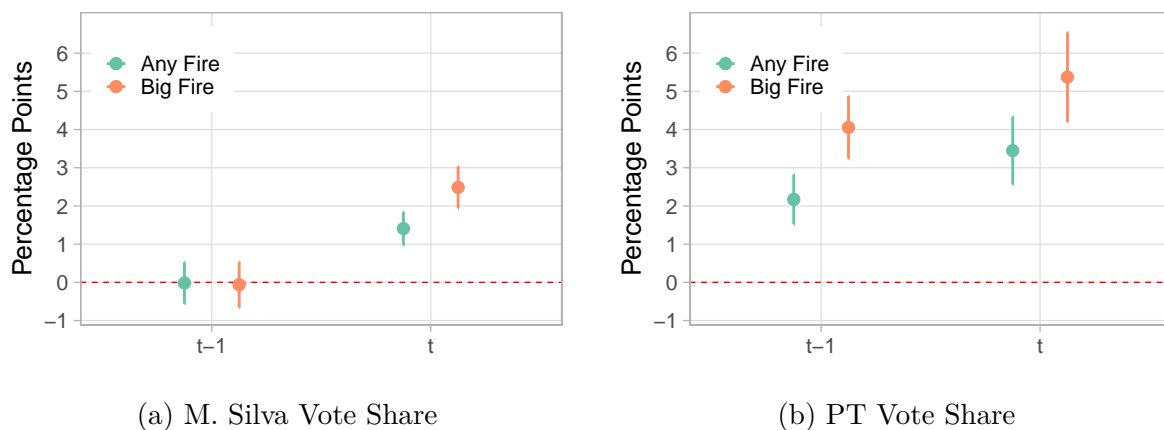 Percentage Points
6
5
4
3
2
1
0
−1
Any Fire
Big Fire
t−1
t
(a) M. Silva Vote Share
Percentage Points
6
5
4
3
2
1
0
−1
Any Fire
Big Fire
t−1
t
(b) PT Vote Share